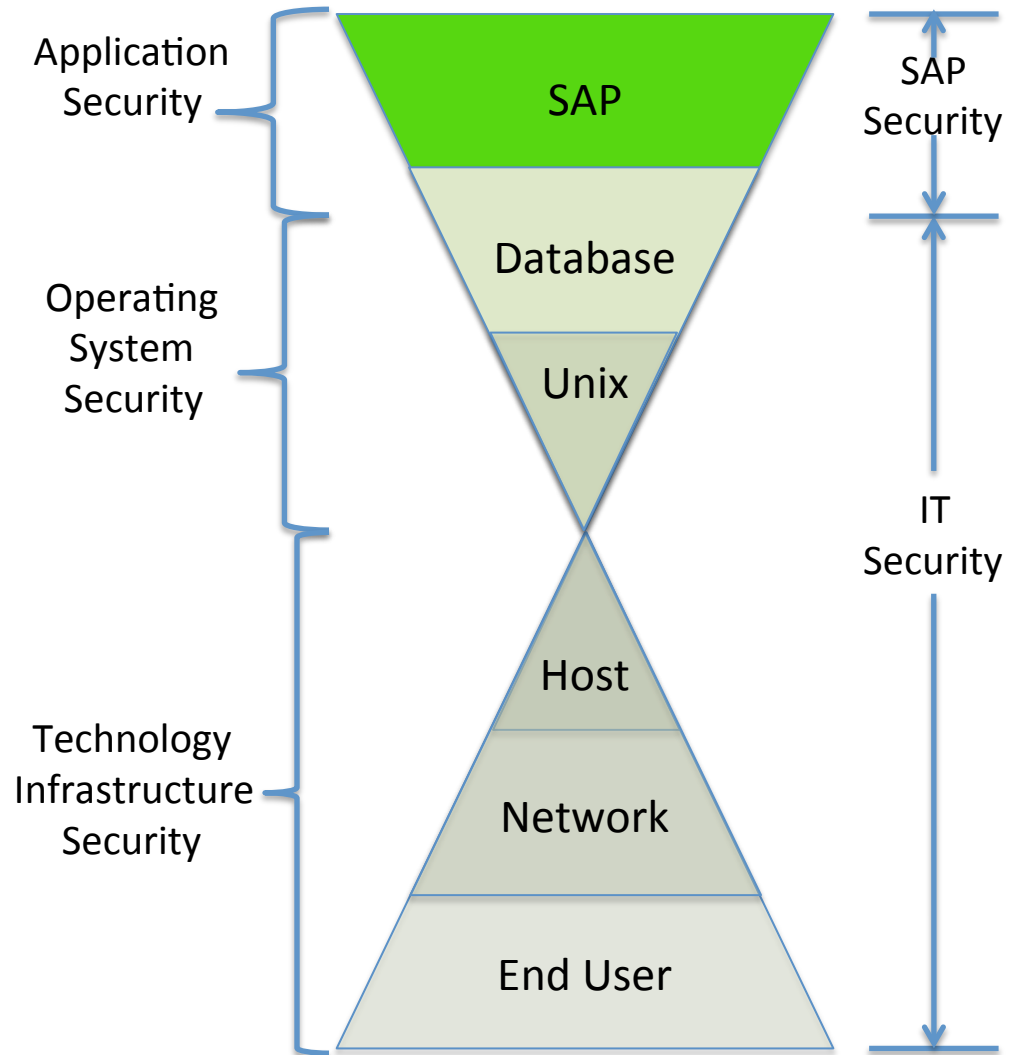 Application
Security
SAP
SAP
Security
Database
Operating
System
Security
Unix
IT
Security
Host
Technology
Infrastructure
Security
Network
End User